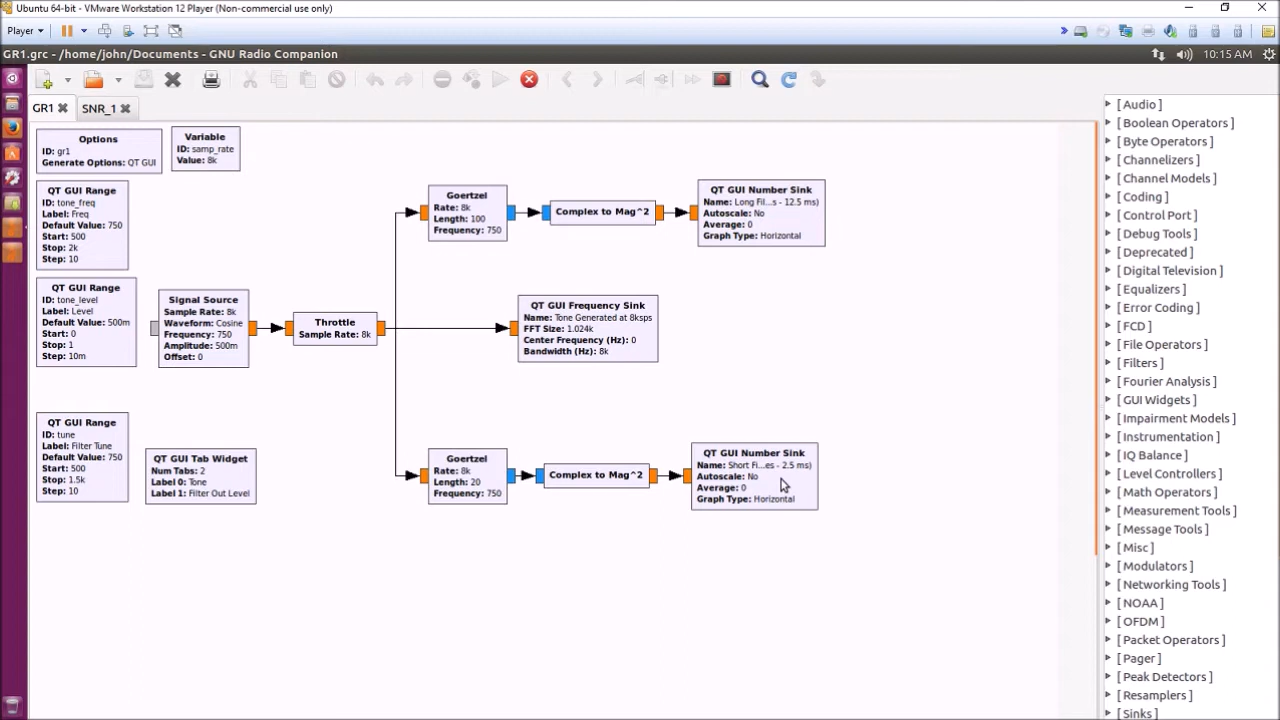 Ubuntu 64-bit - VMware Workstation 12 Player (Non-commercial use only)
Player
GR1.grc - /home/john/Documents - GNU Radio Companion
10:15 AM
GR1
SNR_1
Options
ID: gr1
Generate Options: QT GUI
Variable
ID: samp_rate
Value: 8k
QT GUI Range
ID: tone_freq
Label: Freq
Default Value: 750
Start: 500
Stop: 2k
Step: 10
QT GUI Range
ID: tone_level
Label: Level
Default Value: 500m
Start: 0
Stop: 1
Step: 10m
Signal Source
Sample Rate: 8k
Waveform: Cosine
Frequency: 750
Amplitude: 500m
Offset: 0
Throttle
Sample Rate: 8k
Goertzel
Rate: 8k
Length: 100
Frequency: 750
Complex to Mag^2
QT GUI Number Sink
Name: Long Fil...s - 12.5 ms)
Autoscale: No
Average: 0
Graph Type: Horizontal
QT GUI Frequency Sink
Name: Tone Generated at 8ksps
FFT Size: 1.024k
Center Frequency (Hz): 0
Bandwidth (Hz): 8k
QT GUI Range
ID: tune
Label: Filter Tune
Default Value: 750
Start: 500
Stop: 1.5k
Step: 10
QT GUI Tab Widget
Num Tabs: 2
Label 0: Tone
Label 1: Filter Out Level
Goertzel
Rate: 8k
Length: 20
Frequency: 750
Complex to Mag^2
QT GUI Number Sink
Name: Short Fi...es - 2.5 ms)
Autoscale: No
Average: 0
Graph Type: Horizontal
[ Audio ]
[ Boolean Operators ]
[ Byte Operators ]
[ Channelizers ]
[ Channel Models ]
[ Coding ]
[ Control Port ]
[ Debug Tools ]
[ Deprecated ]
[ Digital Television ]
[ Equalizers ]
[ Error Coding ]
[ FCD ]
[ File Operators ]
[ Filters ]
[ Fourier Analysis ]
[ GUI Widgets ]
[ Impairment Models ]
[ Instrumentation ]
[ IQ Balance ]
[ Level Controllers ]
[ Math Operators ]
[ Measurement Tools ]
[ Message Tools ]
[ Misc ]
[ Modulators ]
[ Networking Tools ]
[ NOAA ]
[ OFDM ]
[ Packet Operators ]
[ Pager ]
[ Peak Detectors ]
[ Resamplers ]
[ Sinks ]